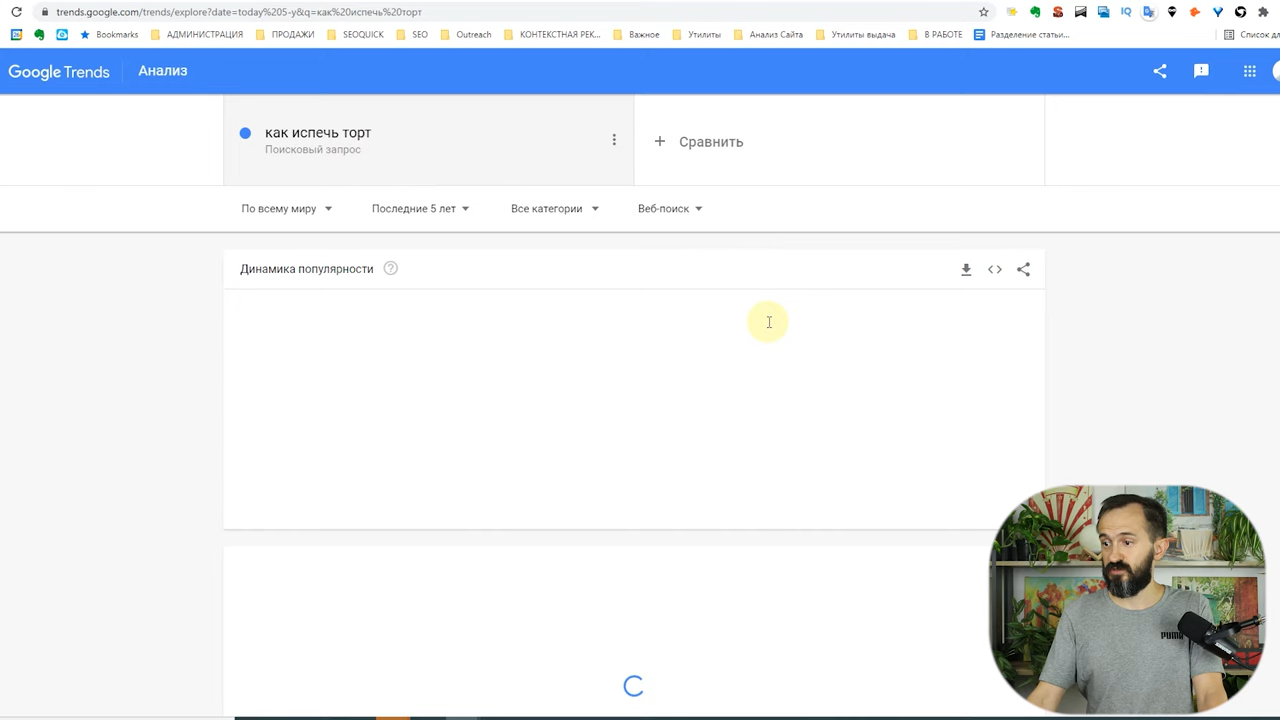 trends.google.com/trends/explore?date=today%205-y&q=как%20испечь%20торт
Bookmarks АДМИНИСТРАЦИЯ ПРОДАЖИ SEOQUICK SEO Outreach КОНТЕКСТНАЯ РЕК... Важное Утилиты Анализ Сайта Утилиты выдача В РАБОТЕ Разделение статьи... Список дл
Google Trends Анализ
как испечь торт
Поисковый запрос
+ Сравнить
По всему миру Последние 5 лет Все категории Веб-поиск
Динамика популярности ?
PUMA